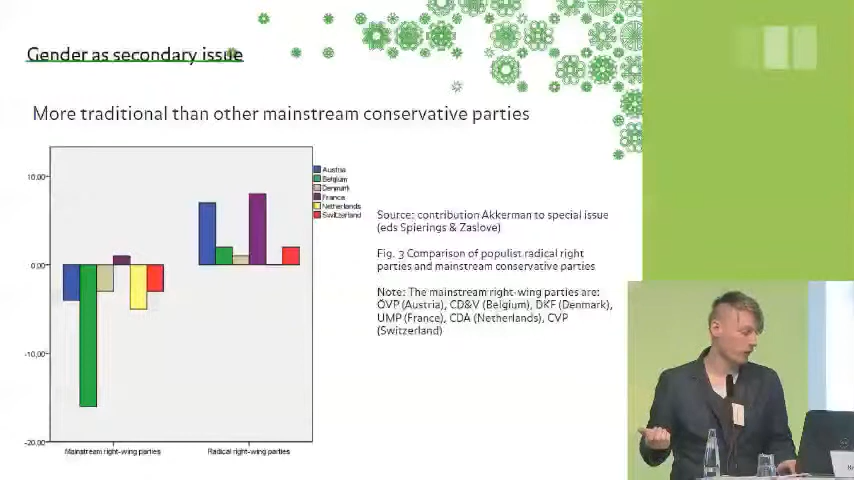 Gender as secondary issue
More traditional than other mainstream conservative parties
10,00
0,00
-10,00
-20,00
Mainstream right-wing parties
Radical right-wing parties
Austria
Belgium
Denmark
France
Netherlands
Switzerland
Source: contribution Akkerman to special issue
(eds Spierings & Zaslove)
Fig. 3 Comparison of populist radical right
parties and mainstream conservative parties
Note: The mainstream right-wing parties are:
ÖVP (Austria), CD&V (Belgium), DKF (Denmark),
UMP (France), CDA (Netherlands), CVP
(Switzerland)